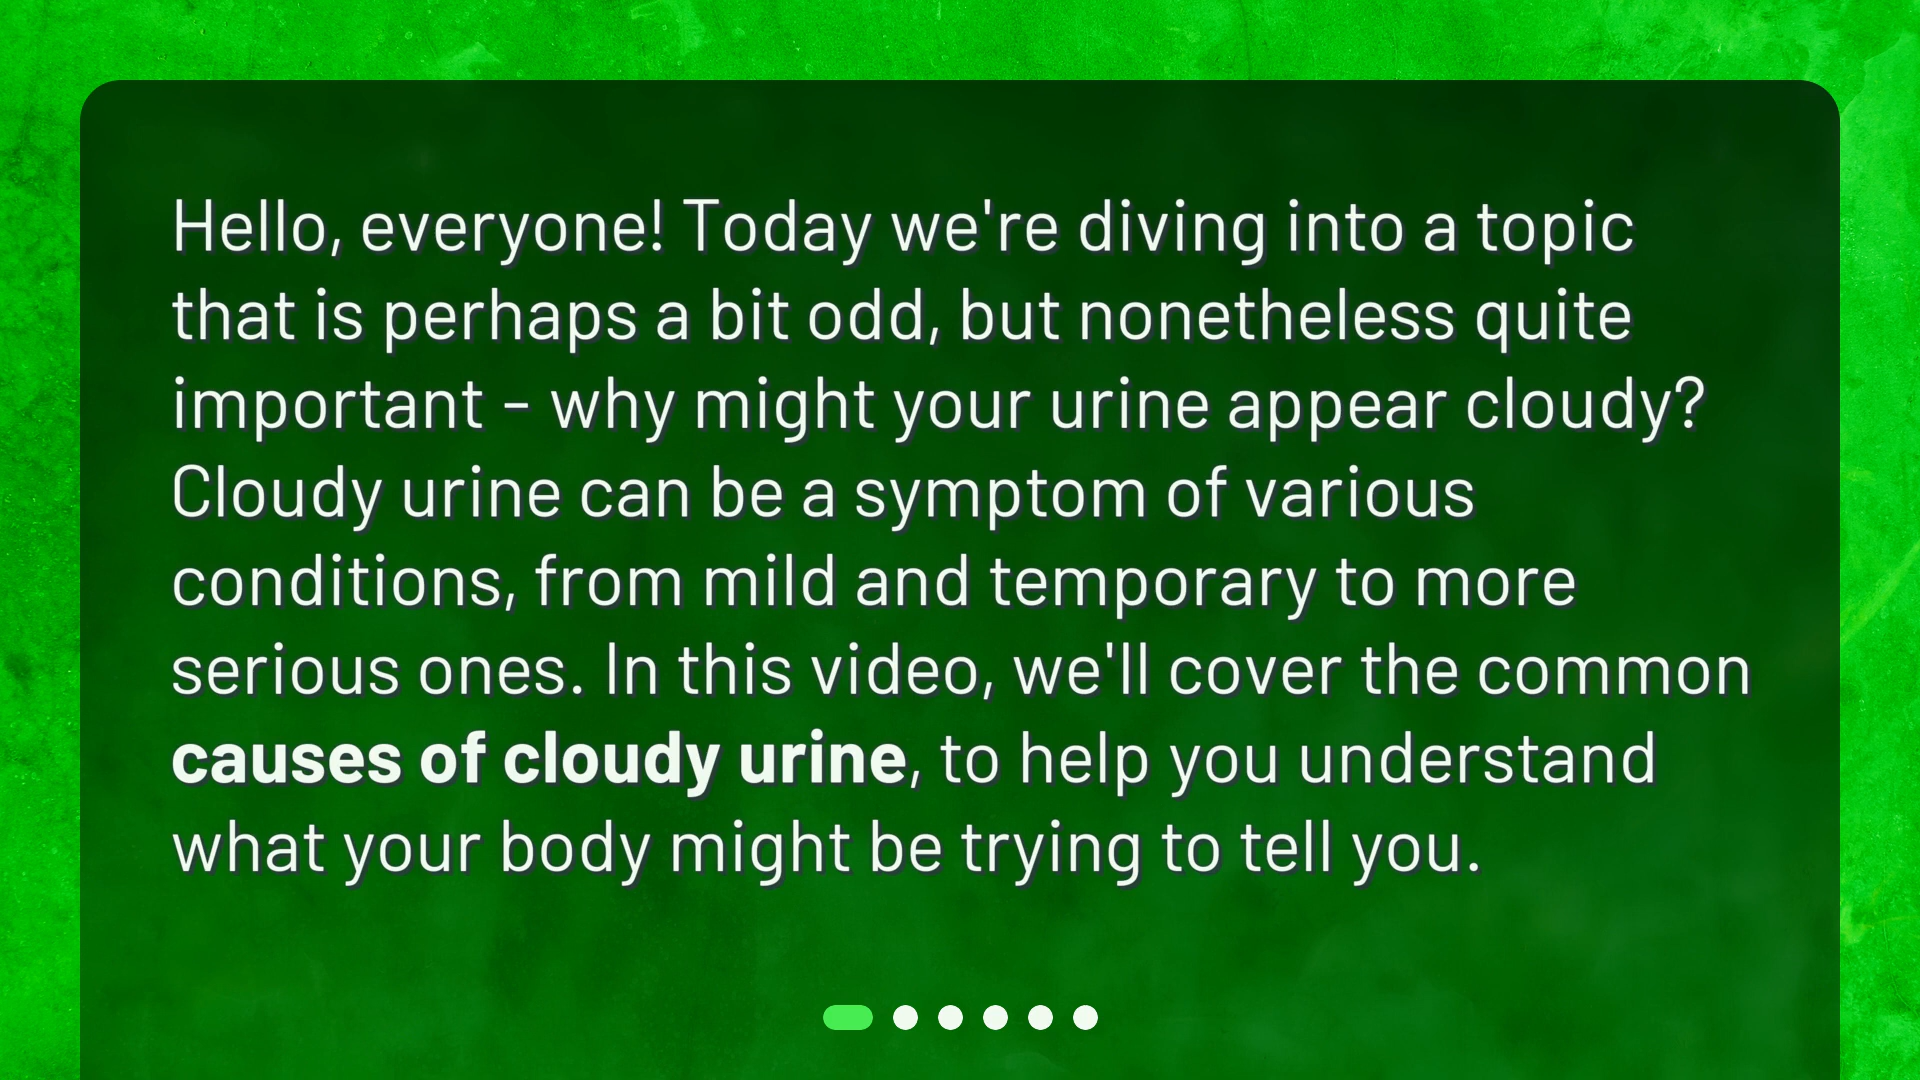 Hello, everyone! Today we're diving into a topic
that is perhaps a bit odd, but nonetheless quite
important - why might your urine appear cloudy?
Cloudy urine can be a symptom of various
conditions, from mild and temporary to more
serious ones. In this video, we'll cover the common
causes of cloudy urine, to help you understand
what your body might be trying to tell you.